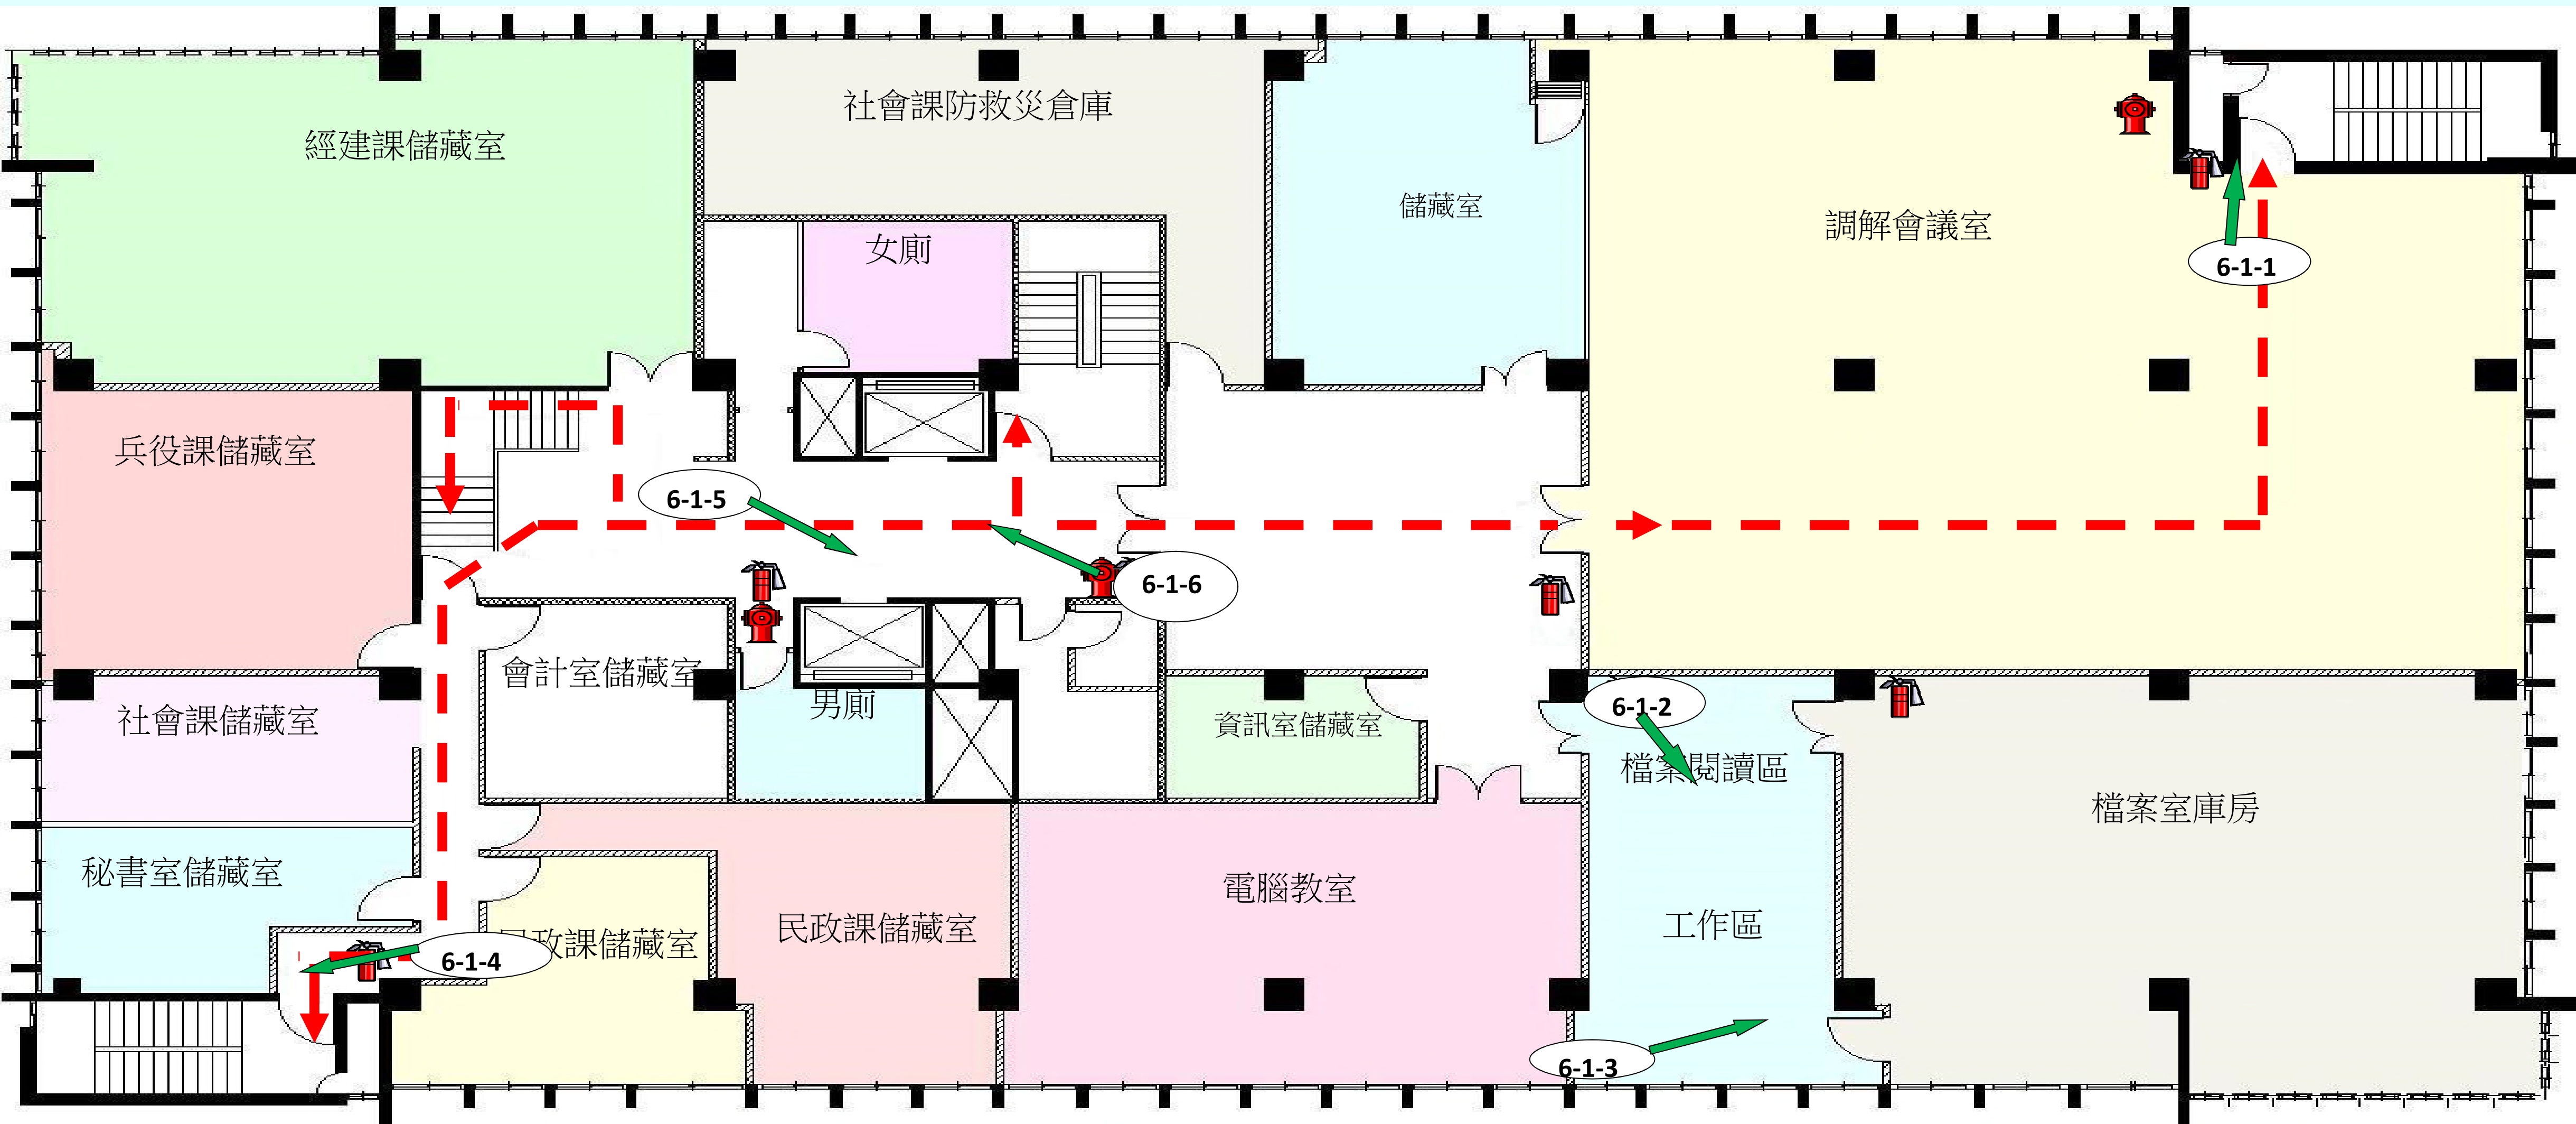 社會課防救災倉庫
經建課儲藏室
儲藏室
調解會議室
女廁
6-1-1
兵役課儲藏室
6-1-5
6-1-6
會計室儲藏室
男廁
社會課儲藏室
資訊室儲藏室
6-1-2
檔案閱讀區
檔案室庫房
秘書室儲藏室
電腦教室
民政課儲藏室
工作區
政課儲藏室
6-1-4
6-1-3